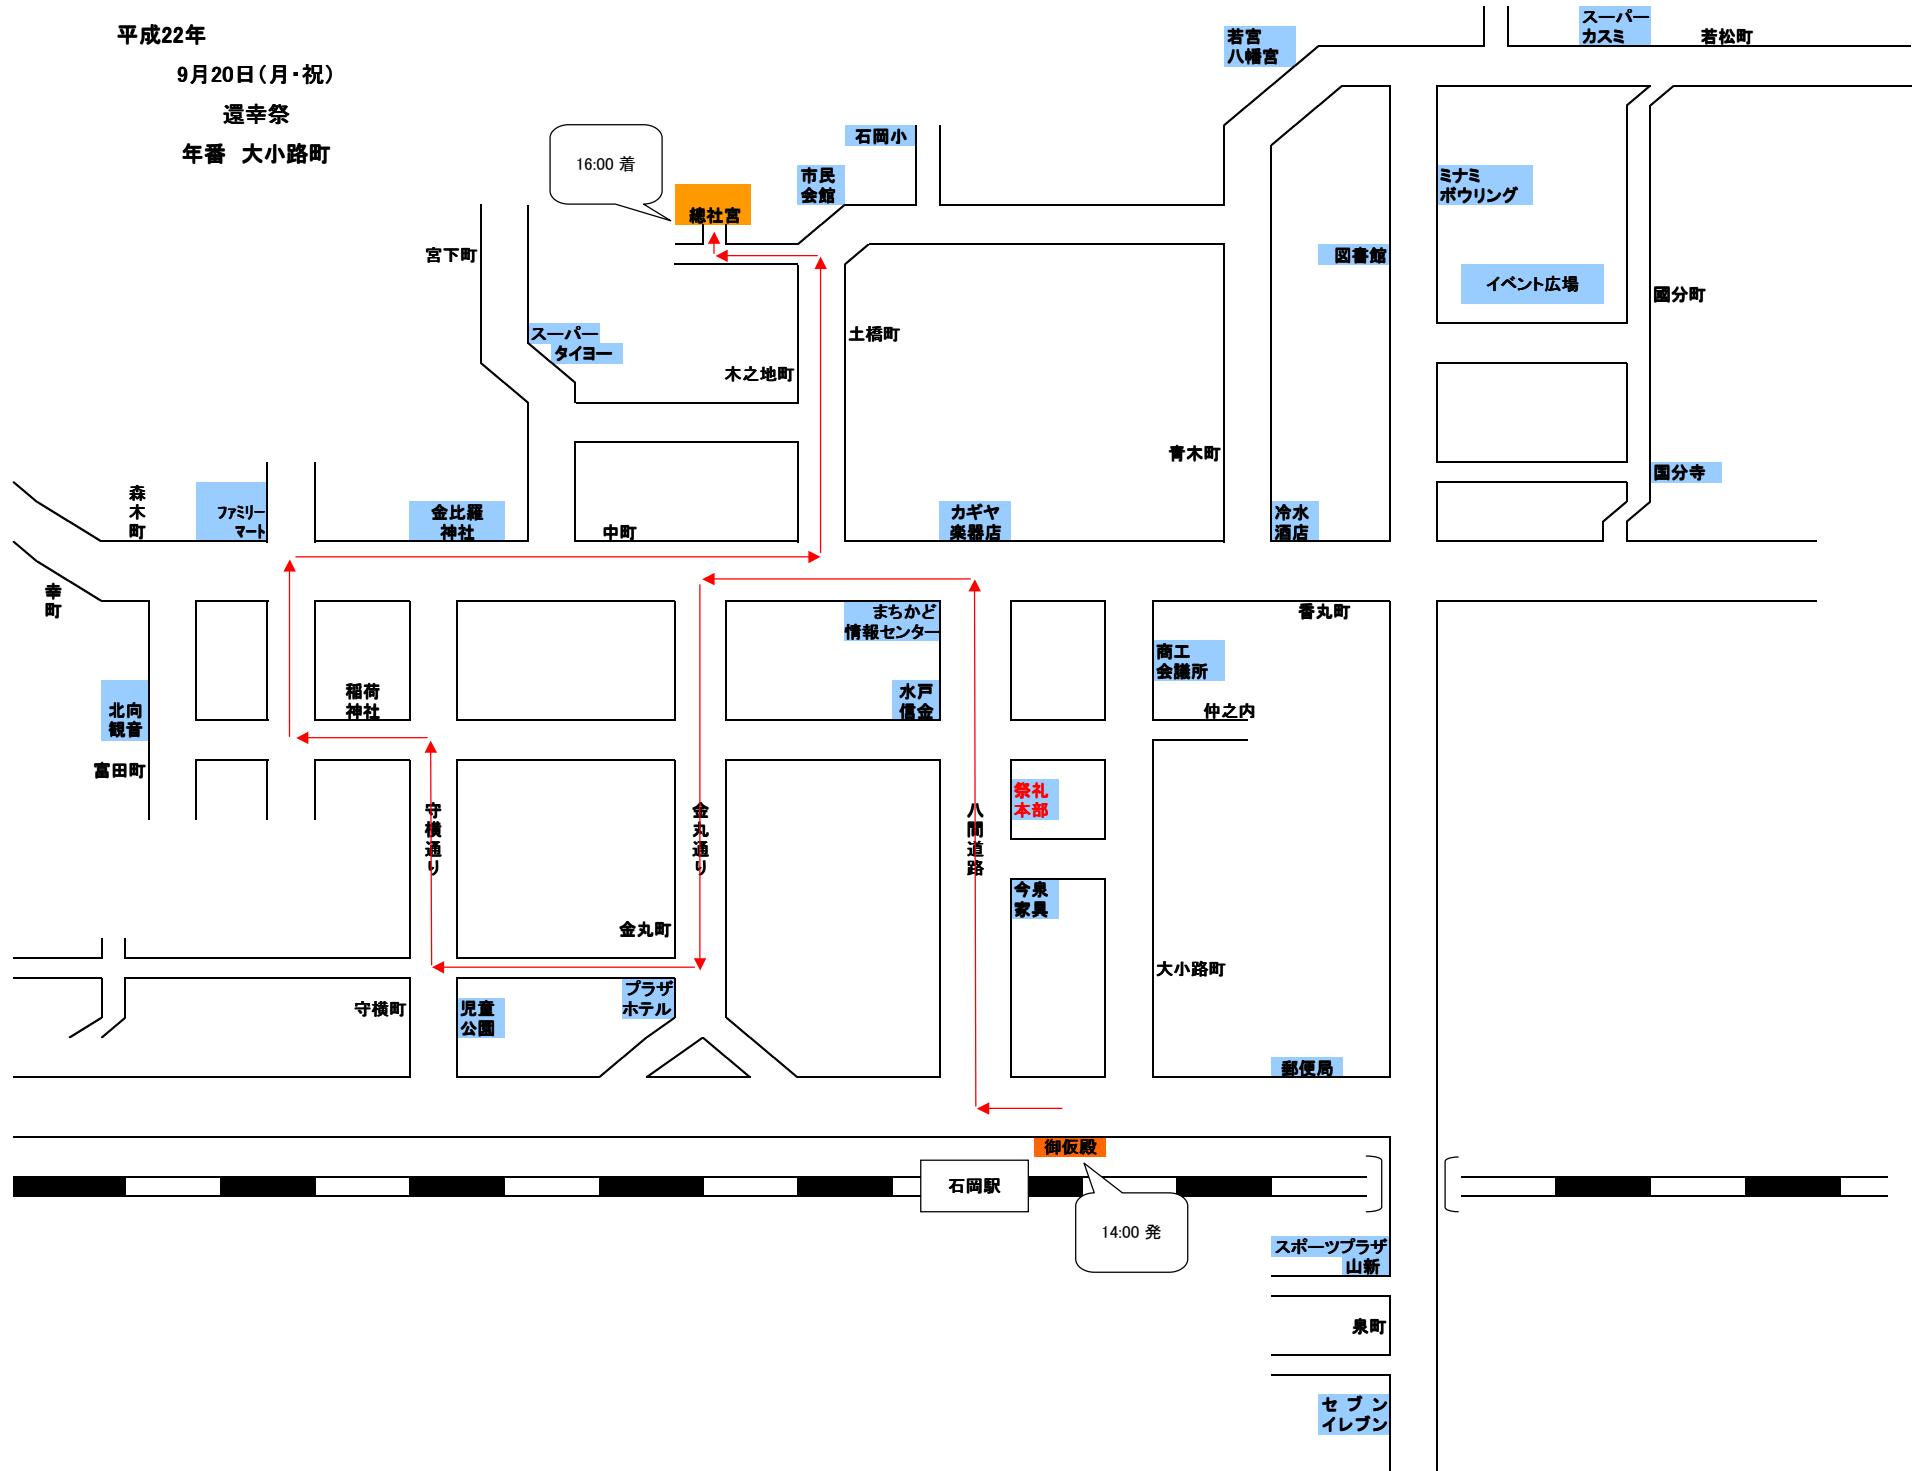 平成22年
9月20日(月・祝)
還幸祭
年番 大小路町
16:00 着
總社宮
市民
会館
石岡小
若宮
八幡宮
スーパー
カスミ
若松町
宮下町
スーパー
タイヨー
木之地町
土橋町
図書館
ミナミ
ボウリング
イベント広場
國分町
青木町
国分寺
森木町
ファミリー
マート
金比羅
神社
中町
カギヤ
楽器店
冷水
酒店
幸町
まちかど
情報センター
香丸町
商工
会議所
稲荷
神社
水戸
信金
仲之内
北向
観音
富田町
守横通り
金丸通り
八間道路
祭礼
本部
今泉
家具
金丸町
大小路町
守横町
児童
公園
プラザ
ホテル
郵便局
御仮殿
石岡駅
14:00 発
スポーツプラザ
山新
泉町
セブン
イレブン